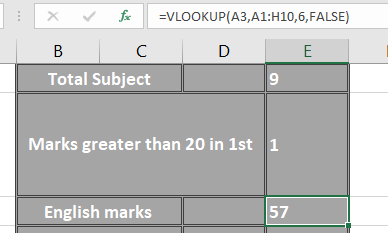 =VLOOKUP(A3,A1:H10,6,FALSE)
B C D E
Total Subject 9
Marks greater than 20 in 1st 1
English marks 57